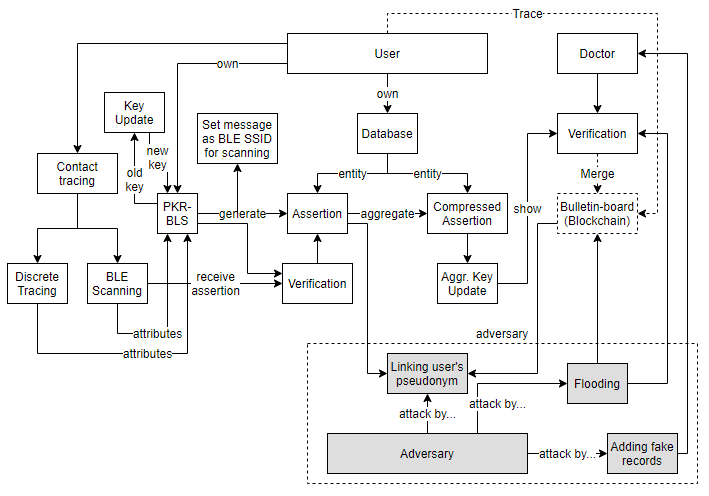 Trace
User
Doctor
own
Key
Update
own
Set message
as BLE SSID
for scanning
Database
Verification
new
key
Contact
tracing
old
key
entity
entity
Merge
PKR-
BLS
generate
Assertion
aggregate
Compressed
Assertion
show
Bulletin-board
(Blockchain)
Discrete
Tracing
BLE
Scanning
receive
assertion
Verification
Aggr. Key
Update
attributes
attributes
adversary
Linking user's
pseudonym
Flooding
attack by...
attack by...
Adversary
attack by...
Adding fake
records